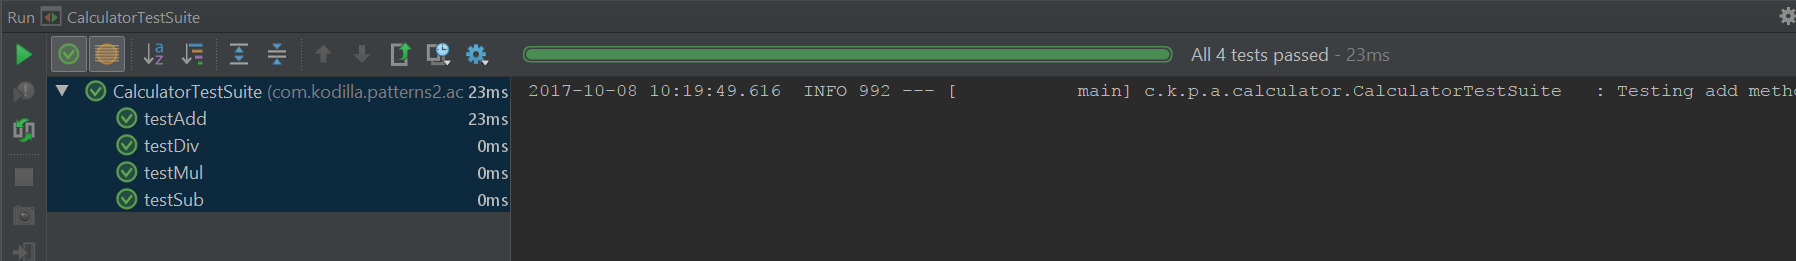 Run CalculatorTestSuite
All 4 tests passed - 23ms
CalculatorTestSuite (com.kodilla.patterns2.ac 23ms
testAdd 23ms
testDiv 0ms
testMul 0ms
testSub 0ms
2017-10-08 10:19:49.616  INFO 992 --- [           main] c.k.p.a.calculator.CalculatorTestSuite   : Testing add metho